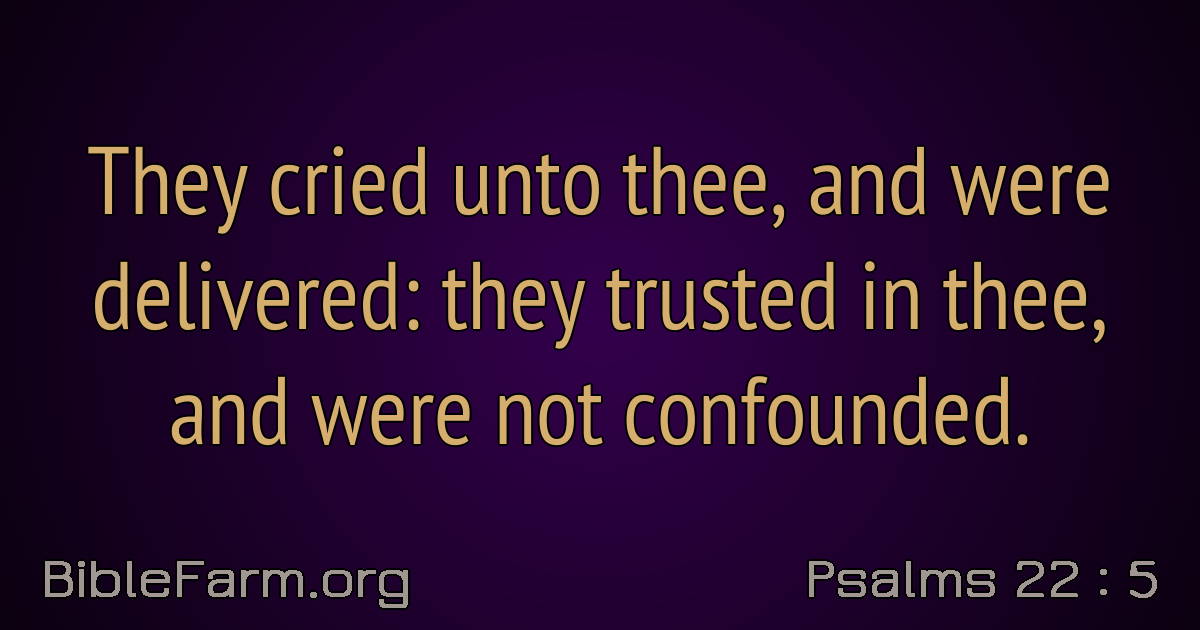 They cried unto thee, and were
delivered: they trusted in thee,
and were not confounded.
BibleFarm.org
Psalms 22 : 5